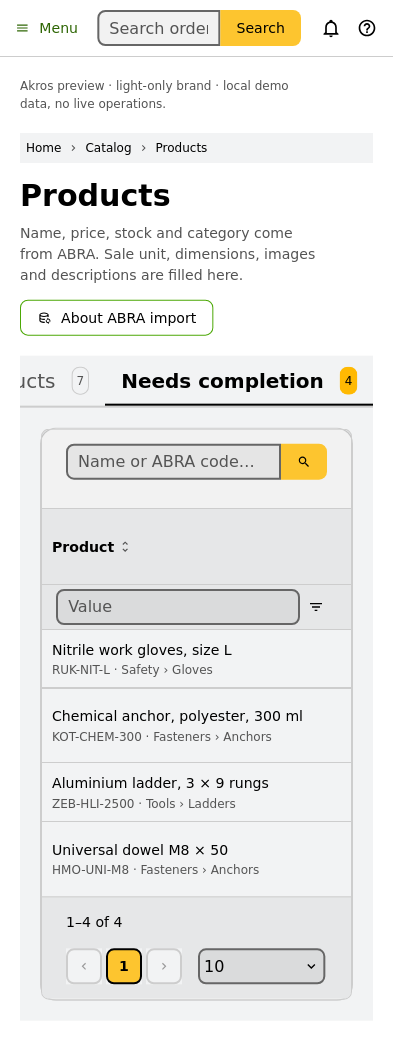 Menu
Search order
Search
Akros preview · light-only brand · local demo
data, no live operations.
Home › Catalog › Products
Products
Name, price, stock and category come
from ABRA. Sale unit, dimensions, images
and descriptions are filled here.
About ABRA import
ucts 7 Needs completion 4
Name or ABRA code...
Product
Value
Nitrile work gloves, size L
RUK-NIT-L · Safety › Gloves
Chemical anchor, polyester, 300 ml
KOT-CHEM-300 · Fasteners › Anchors
Aluminium ladder, 3 × 9 rungs
ZEB-HLI-2500 · Tools › Ladders
Universal dowel M8 × 50
HMO-UNI-M8 · Fasteners › Anchors
1–4 of 4
‹ 1 › 10